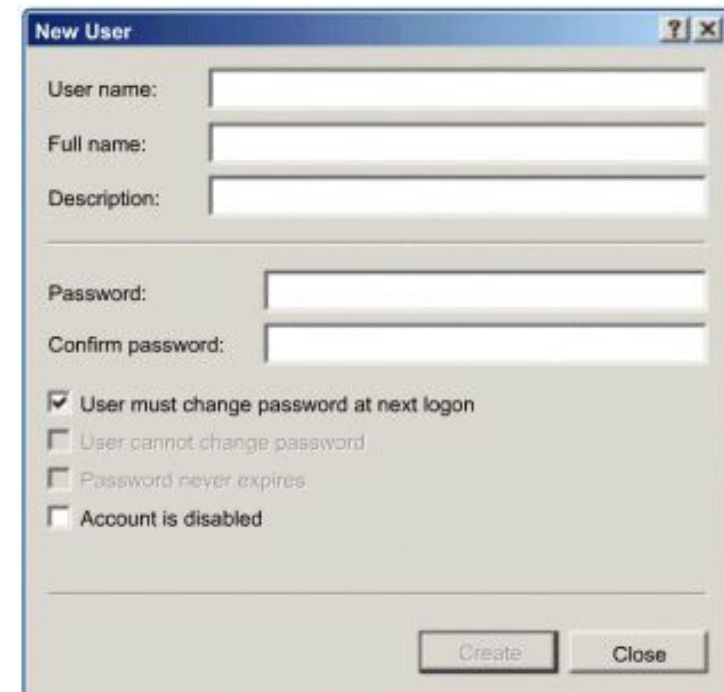 New User
User name:
Full name:
Description:
Password:
Confirm password:
User must change password at next logon
User cannot change password
Password never expires
Account is disabled
Create
Close